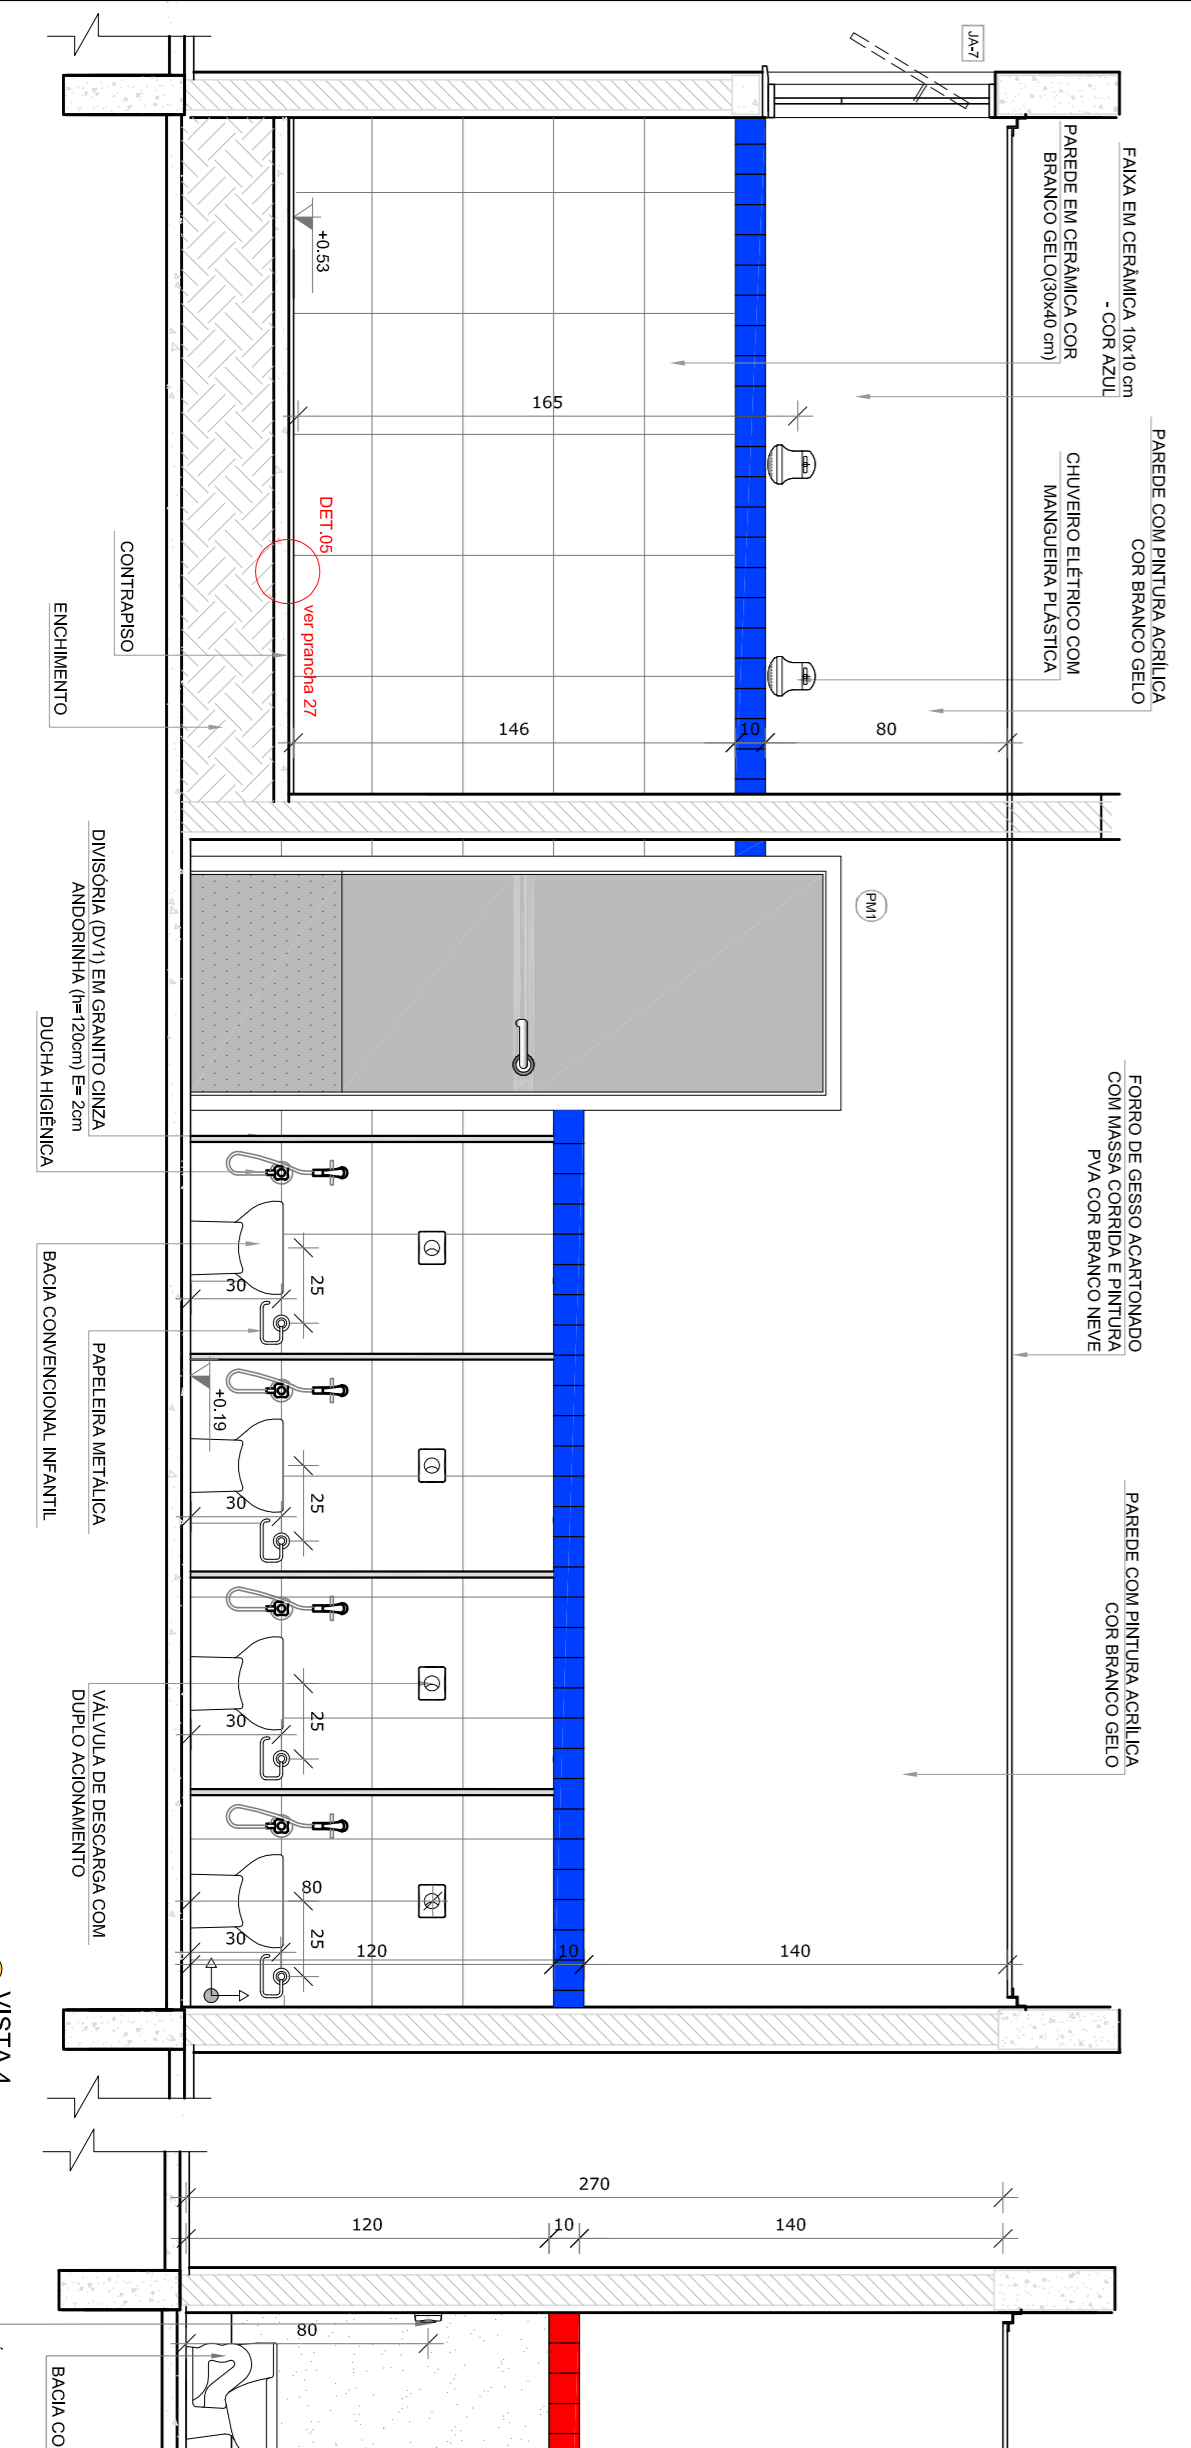 JA-7
FAIXA EM CERÂMICA 10x10 cm
- COR AZUL
PAREDE EM CERÂMICA COR
BRANCO GELO(30x40 cm)
PAREDE COM PINTURA ACRÍLICA
COR BRANCO GELO
CHUVEIRO ELÉTRICO COM
MANGUEIRA PLÁSTICA
+0.53
165
DET.05
ver prancha 27
CONTRAPISO
ENCHIMENTO
146
10
80
PM1
DIVISÓRIA (DV1) EM GRANITO CINZA
ANDORINHA (h=120cm) E= 2cm
DUCHA HIGIÊNICA
FORRO DE GESSO ACARTONADO
COM MASSA CORRIDA E PINTURA
PVA COR BRANCO NEVE
30
25
BACIA CONVENCIONAL INFANTIL
PAPELEIRA METÁLICA
+0.19
30
25
PAREDE COM PINTURA ACRÍLICA
COR BRANCO GELO
30
25
VÁLVULA DE DESCARGA COM
DUPLO ACIONAMENTO
80
30
25
120
10
140
VISTA 4
270
120
10
140
80
BACIA CO